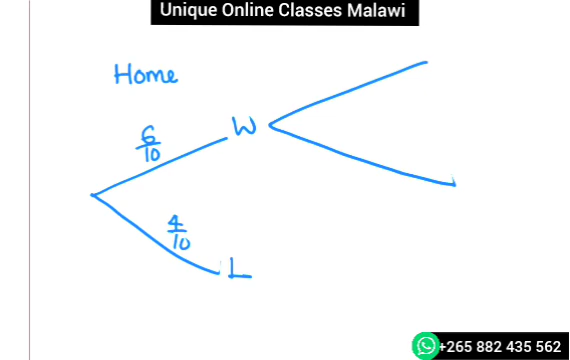 Unique Online Classes Malawi
Home
6/10
W
4/10
L
+265 882 435 562